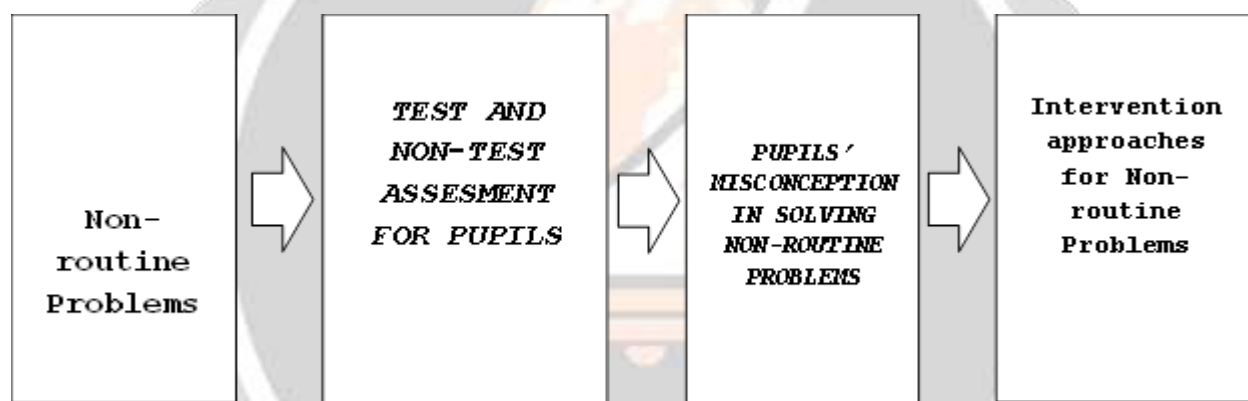 Non-
routine
Problems
TEST AND
NON-TEST
ASSESMENT
FOR PUPILS
PUPILS'
MISCONCEPTION
IN SOLVING
NON-ROUTINE
PROBLEMS
Intervention
approaches
for Non-
routine
Problems